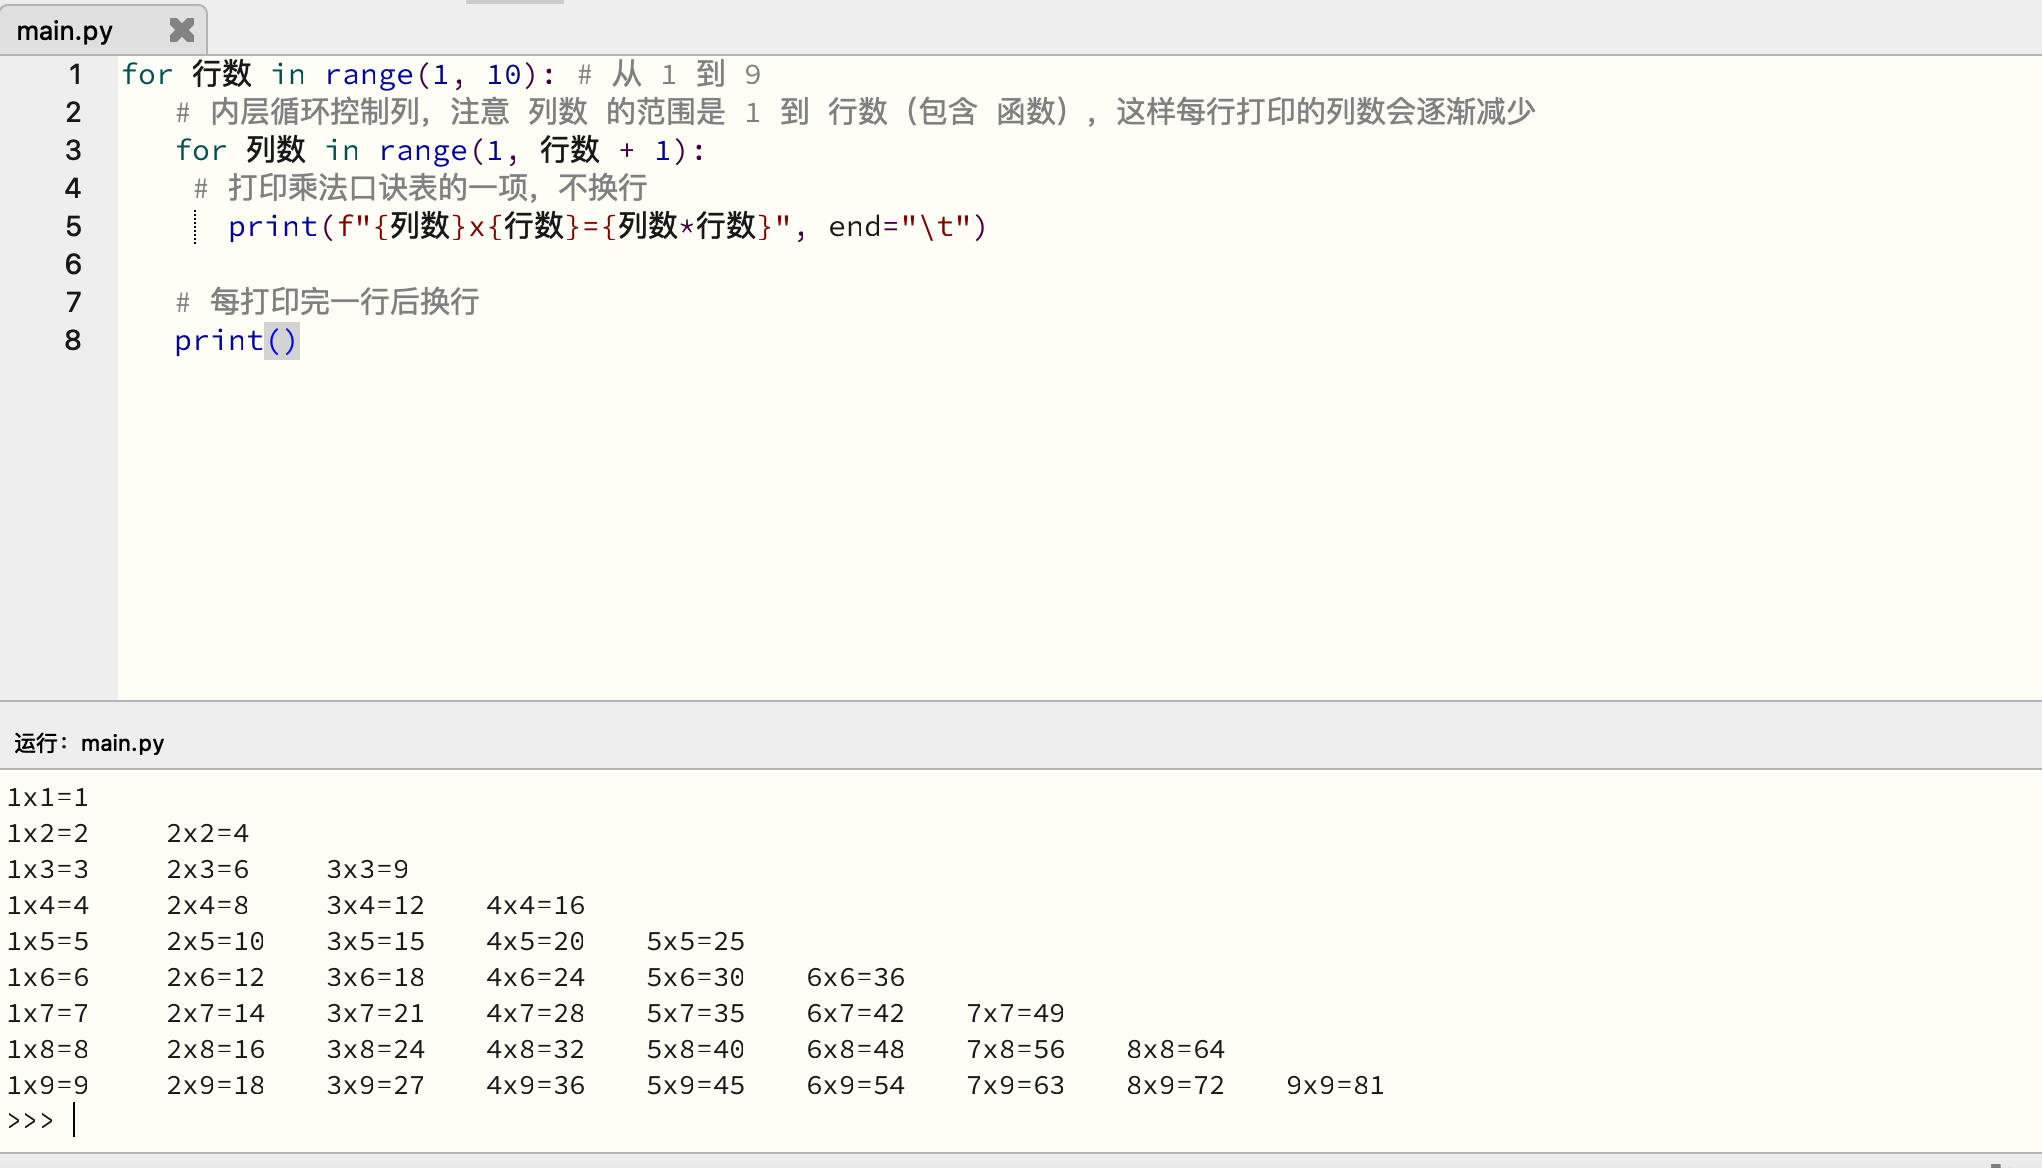 main.py
1 for 行数 in range(1, 10): # 从 1 到 9
2 # 内层循环控制列，注意 列数 的范围是 1 到 行数（包含 函数），这样每行打印的列数会逐渐减少
3 for 列数 in range(1, 行数 + 1):
4 # 打印乘法口诀表的一项，不换行
5 print(f"{列数}x{行数}={列数*行数}", end="\t")
6
7 # 每打印完一行后换行
8 print()
运行：main.py
1x1=1
1x2=2 2x2=4
1x3=3 2x3=6 3x3=9
1x4=4 2x4=8 3x4=12 4x4=16
1x5=5 2x5=10 3x5=15 4x5=20 5x5=25
1x6=6 2x6=12 3x6=18 4x6=24 5x6=30 6x6=36
1x7=7 2x7=14 3x7=21 4x7=28 5x7=35 6x7=42 7x7=49
1x8=8 2x8=16 3x8=24 4x8=32 5x8=40 6x8=48 7x8=56 8x8=64
1x9=9 2x9=18 3x9=27 4x9=36 5x9=45 6x9=54 7x9=63 8x9=72 9x9=81
>>>